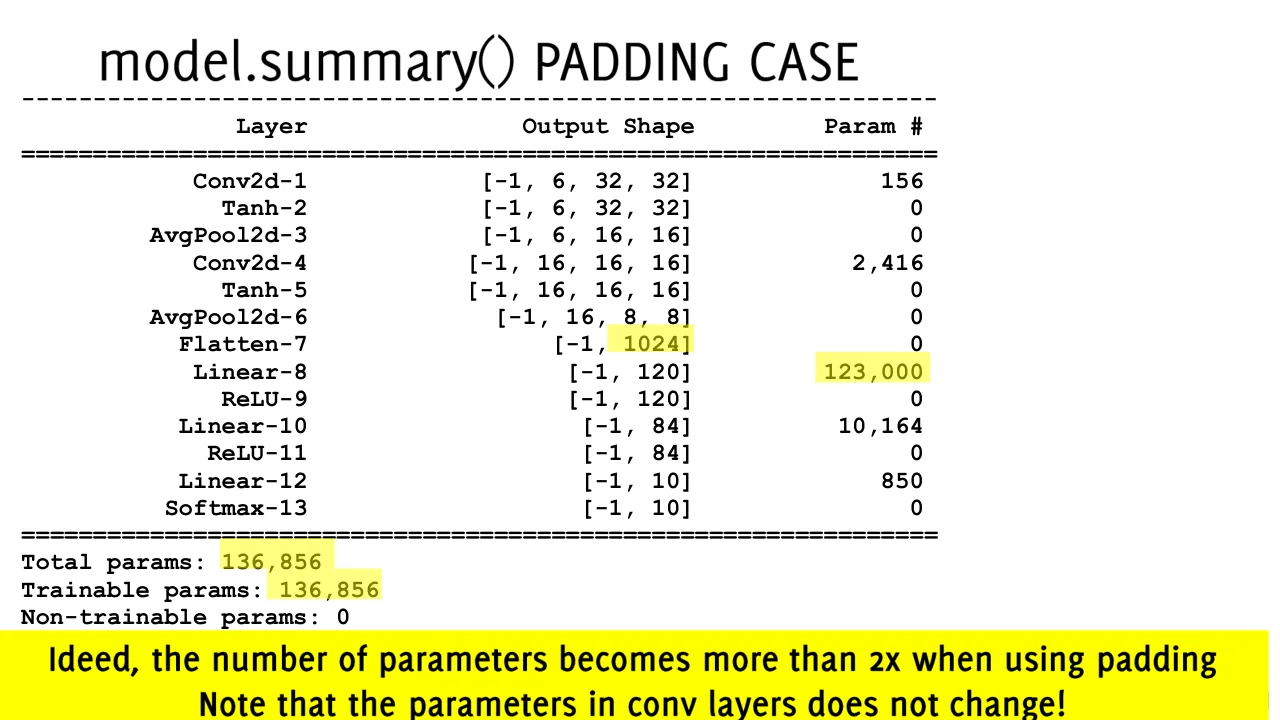 model.summary() PADDING CASE
----------------------------------------------------------------
Layer Output Shape Param #
================================================================
Conv2d-1 [-1, 6, 32, 32] 156
Tanh-2 [-1, 6, 32, 32] 0
AvgPool2d-3 [-1, 6, 16, 16] 0
Conv2d-4 [-1, 16, 16, 16] 2,416
Tanh-5 [-1, 16, 16, 16] 0
AvgPool2d-6 [-1, 16, 8, 8] 0
Flatten-7 [-1, 1024] 0
Linear-8 [-1, 120] 123,000
ReLU-9 [-1, 120] 0
Linear-10 [-1, 84] 10,164
ReLU-11 [-1, 84] 0
Linear-12 [-1, 10] 850
Softmax-13 [-1, 10] 0
================================================================
Total params: 136,856
Trainable params: 136,856
Non-trainable params: 0
Ideed, the number of parameters becomes more than 2x when using padding
Note that the parameters in conv layers does not change!